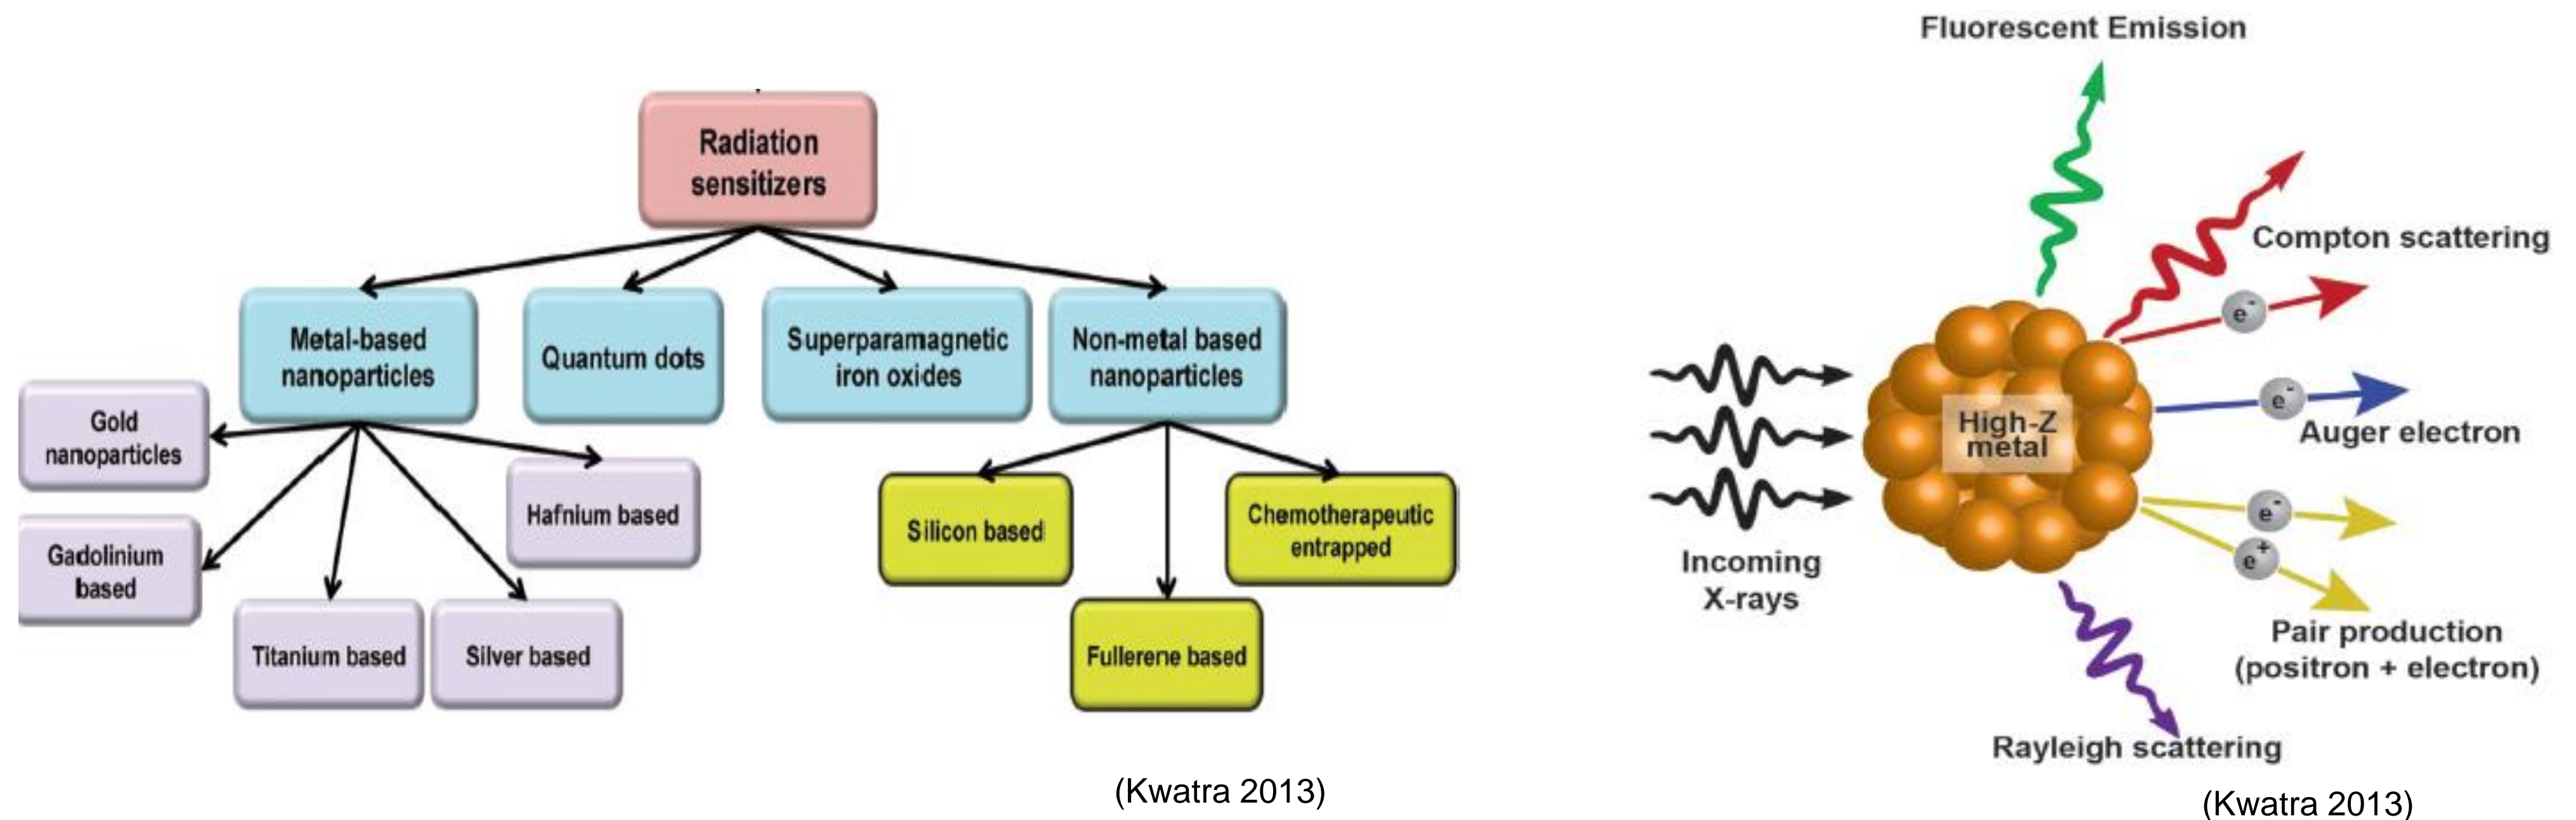 Radiation
sensitizers
Metal-based
nanoparticles
Quantum dots
Superparamagnetic
iron oxides
Non-metal based
nanoparticles
Gold
nanoparticles
Gadolinium
based
Titanium based
Silver based
Hafnium based
Silicon based
Fullerene based
Chemotherapeutic
entrapped
(Kwatra 2013)
Fluorescent Emission
Compton scattering
e-
High-Z
metal
e-
Auger electron
e-
e+
Incoming
X-rays
Pair production
(positron + electron)
Rayleigh scattering
(Kwatra 2013)